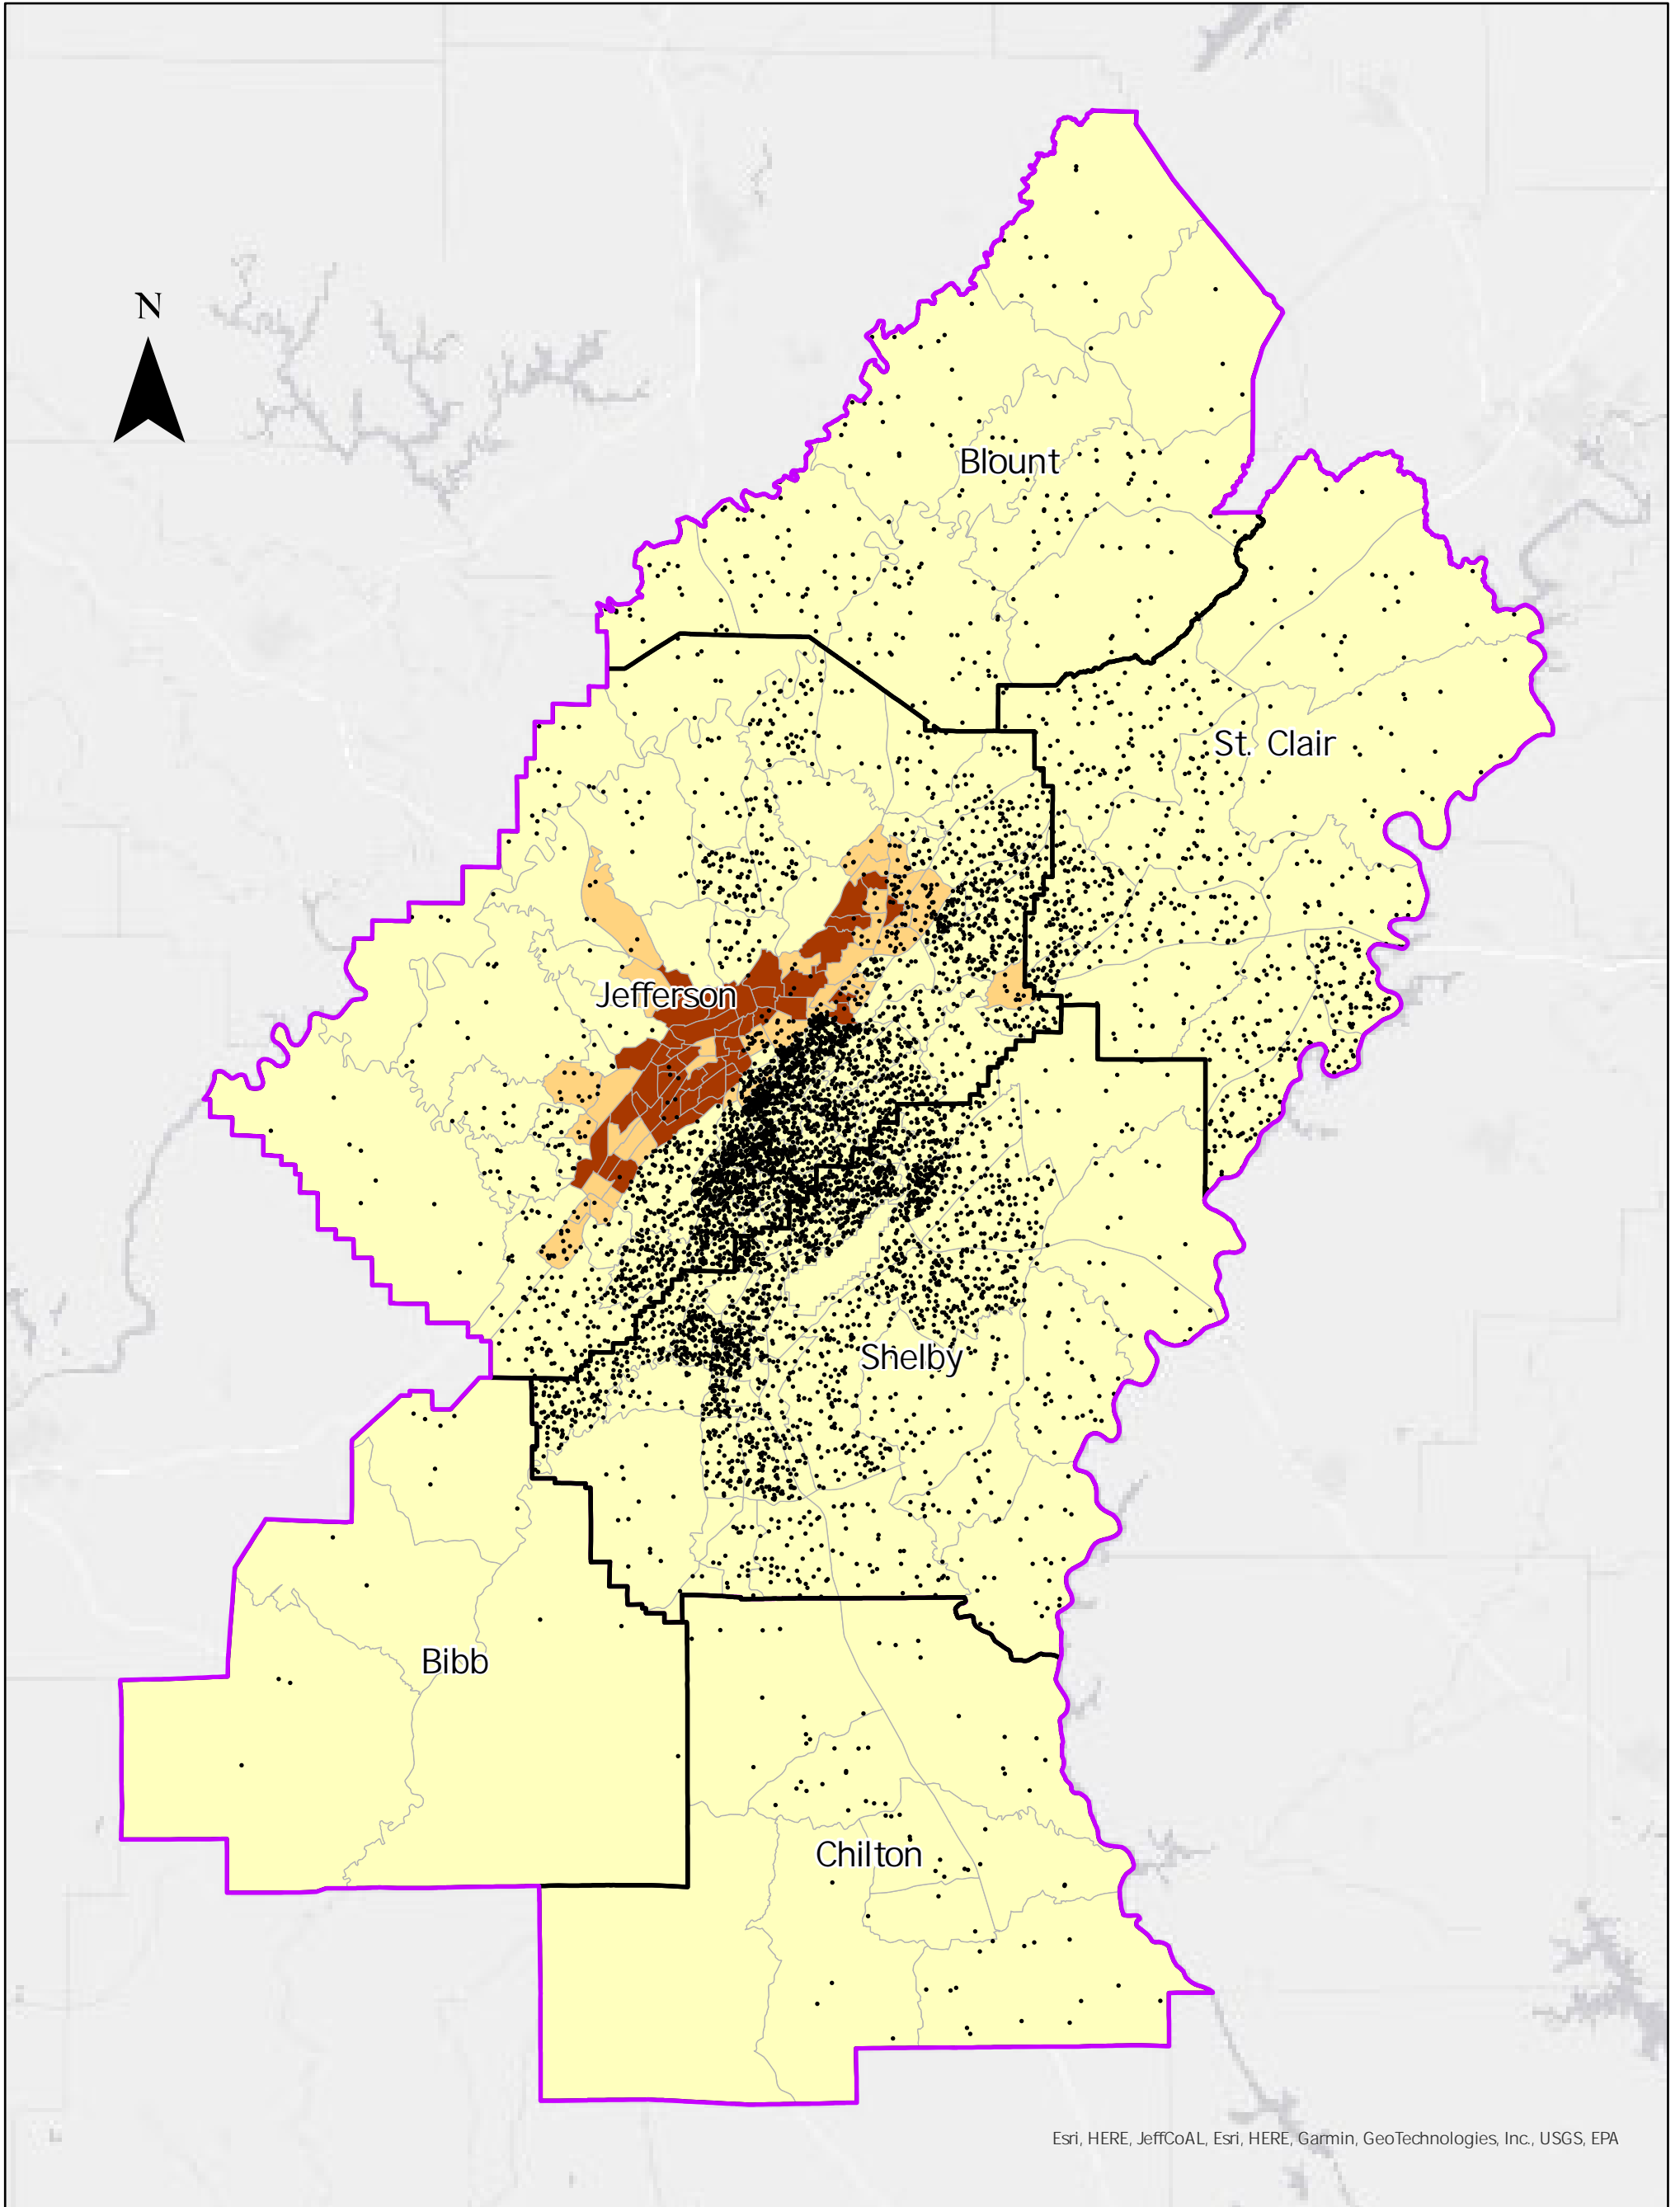 N
Blount
St. Clair
Jefferson
Shelby
Bibb
Chilton
Esri, HERE, JeffCoAL, Esri, HERE, Garmin, GeoTechnologies, Inc., USGS, EPA